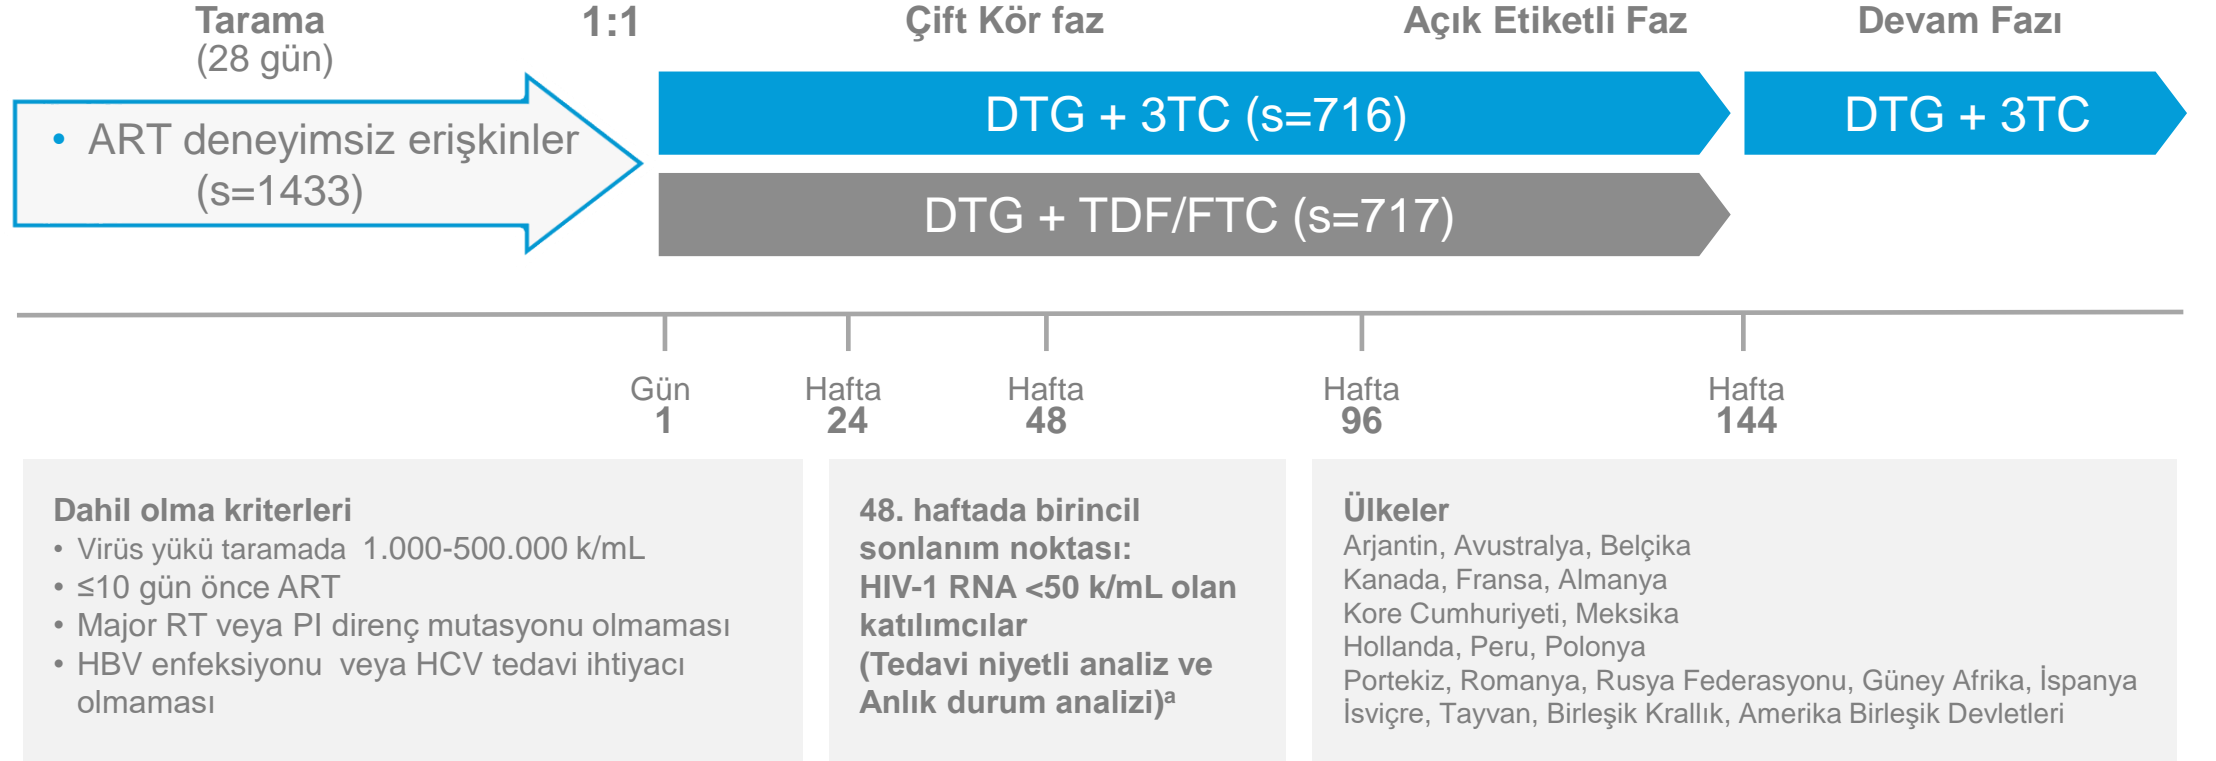 Tarama
(28 gün)
1:1
Çift Kör faz
Açık Etiketli Faz
Devam Fazı
• ART deneyimsiz erişkinler
(s=1433)
DTG + 3TC (s=716)
DTG + 3TC
DTG + TDF/FTC (s=717)
Gün
1
Hafta
24
Hafta
48
Hafta
96
Hafta
144
Dahil olma kriterleri
• Virüs yükü taramada 1.000-500.000 k/mL
• ≤10 gün önce ART
• Major RT veya PI direnç mutasyonu olmaması
• HBV enfeksiyonu veya HCV tedavi ihtiyacı
olmaması
48. haftada birincil
sonlanım noktası:
HIV-1 RNA <50 k/mL olan
katılımcılar
(Tedavi niyetli analiz ve
Anlık durum analizi)ª
Ülkeler
Arjantin, Avustralya, Belçika
Kanada, Fransa, Almanya
Kore Cumhuriyeti, Meksika
Hollanda, Peru, Polonya
Portekiz, Romanya, Rusya Federasyonu, Güney Afrika, İspanya
İsviçre, Tayvan, Birleşik Krallık, Amerika Birleşik Devletleri